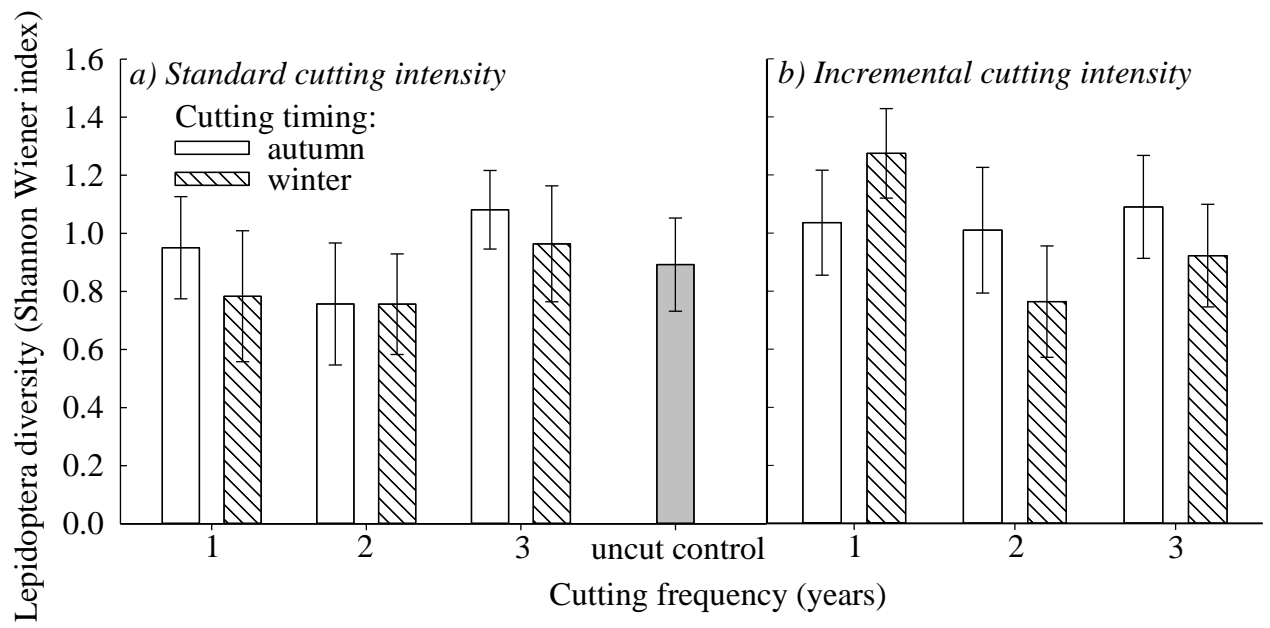 Lepidoptera diversity (Shannon Wiener index)
1.6
1.4
1.2
1.0
0.8
0.6
0.4
0.2
0.0
a) Standard cutting intensity
Cutting timing:
autumn
winter
b) Incremental cutting intensity
1 2 3 uncut control 1 2 3
Cutting frequency (years)